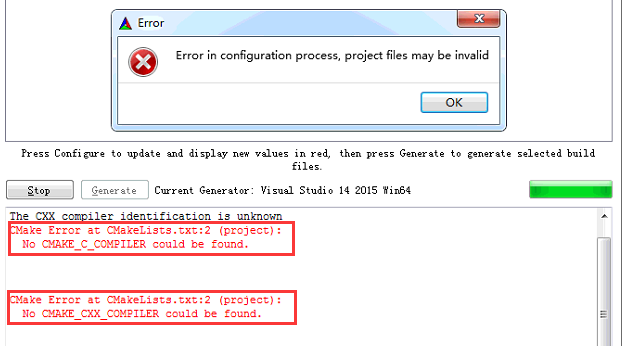 Error
Error in configuration process, project files may be invalid
OK
Press Configure to update and display new values in red, then press Generate to generate selected build
files.
Stop Generate Current Generator: Visual Studio 14 2015 Win64
The CXX compiler identification is unknown
CMake Error at CMakeLists.txt:2 (project):
No CMAKE_C_COMPILER could be found.
CMake Error at CMakeLists.txt:2 (project):
No CMAKE_CXX_COMPILER could be found.